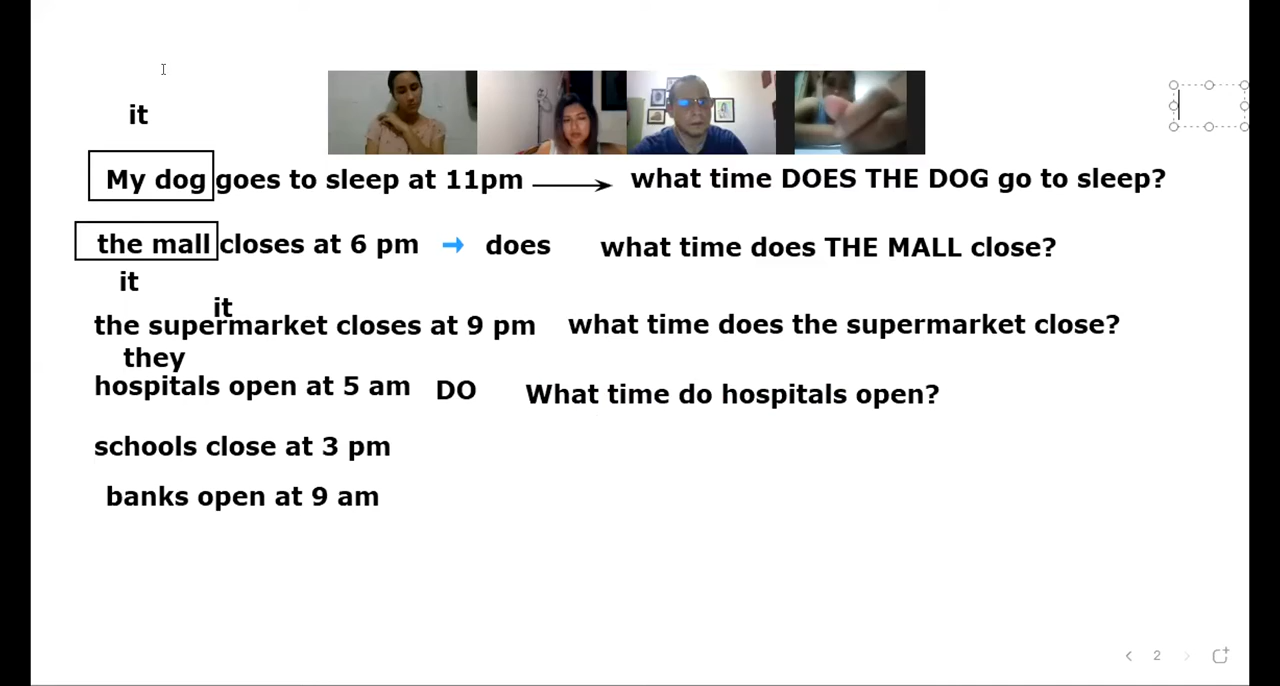 it
My dog goes to sleep at 11pm what time DOES THE DOG go to sleep?
the mall closes at 6 pm does what time does THE MALL close?
it
it
the supermarket closes at 9 pm what time does the supermarket close?
they
hospitals open at 5 am DO What time do hospitals open?
schools close at 3 pm
banks open at 9 am
2